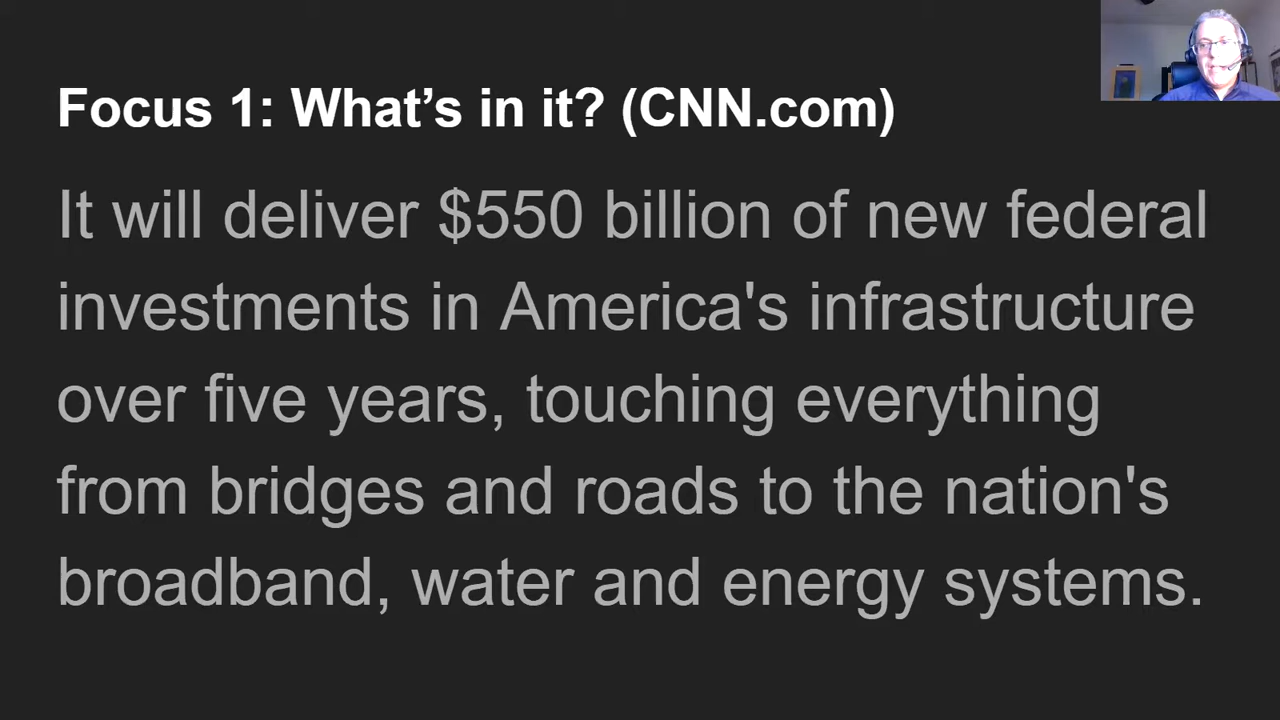 Focus 1: What’s in it? (CNN.com)
It will deliver $550 billion of new federal
investments in America's infrastructure
over five years, touching everything
from bridges and roads to the nation's
broadband, water and energy systems.